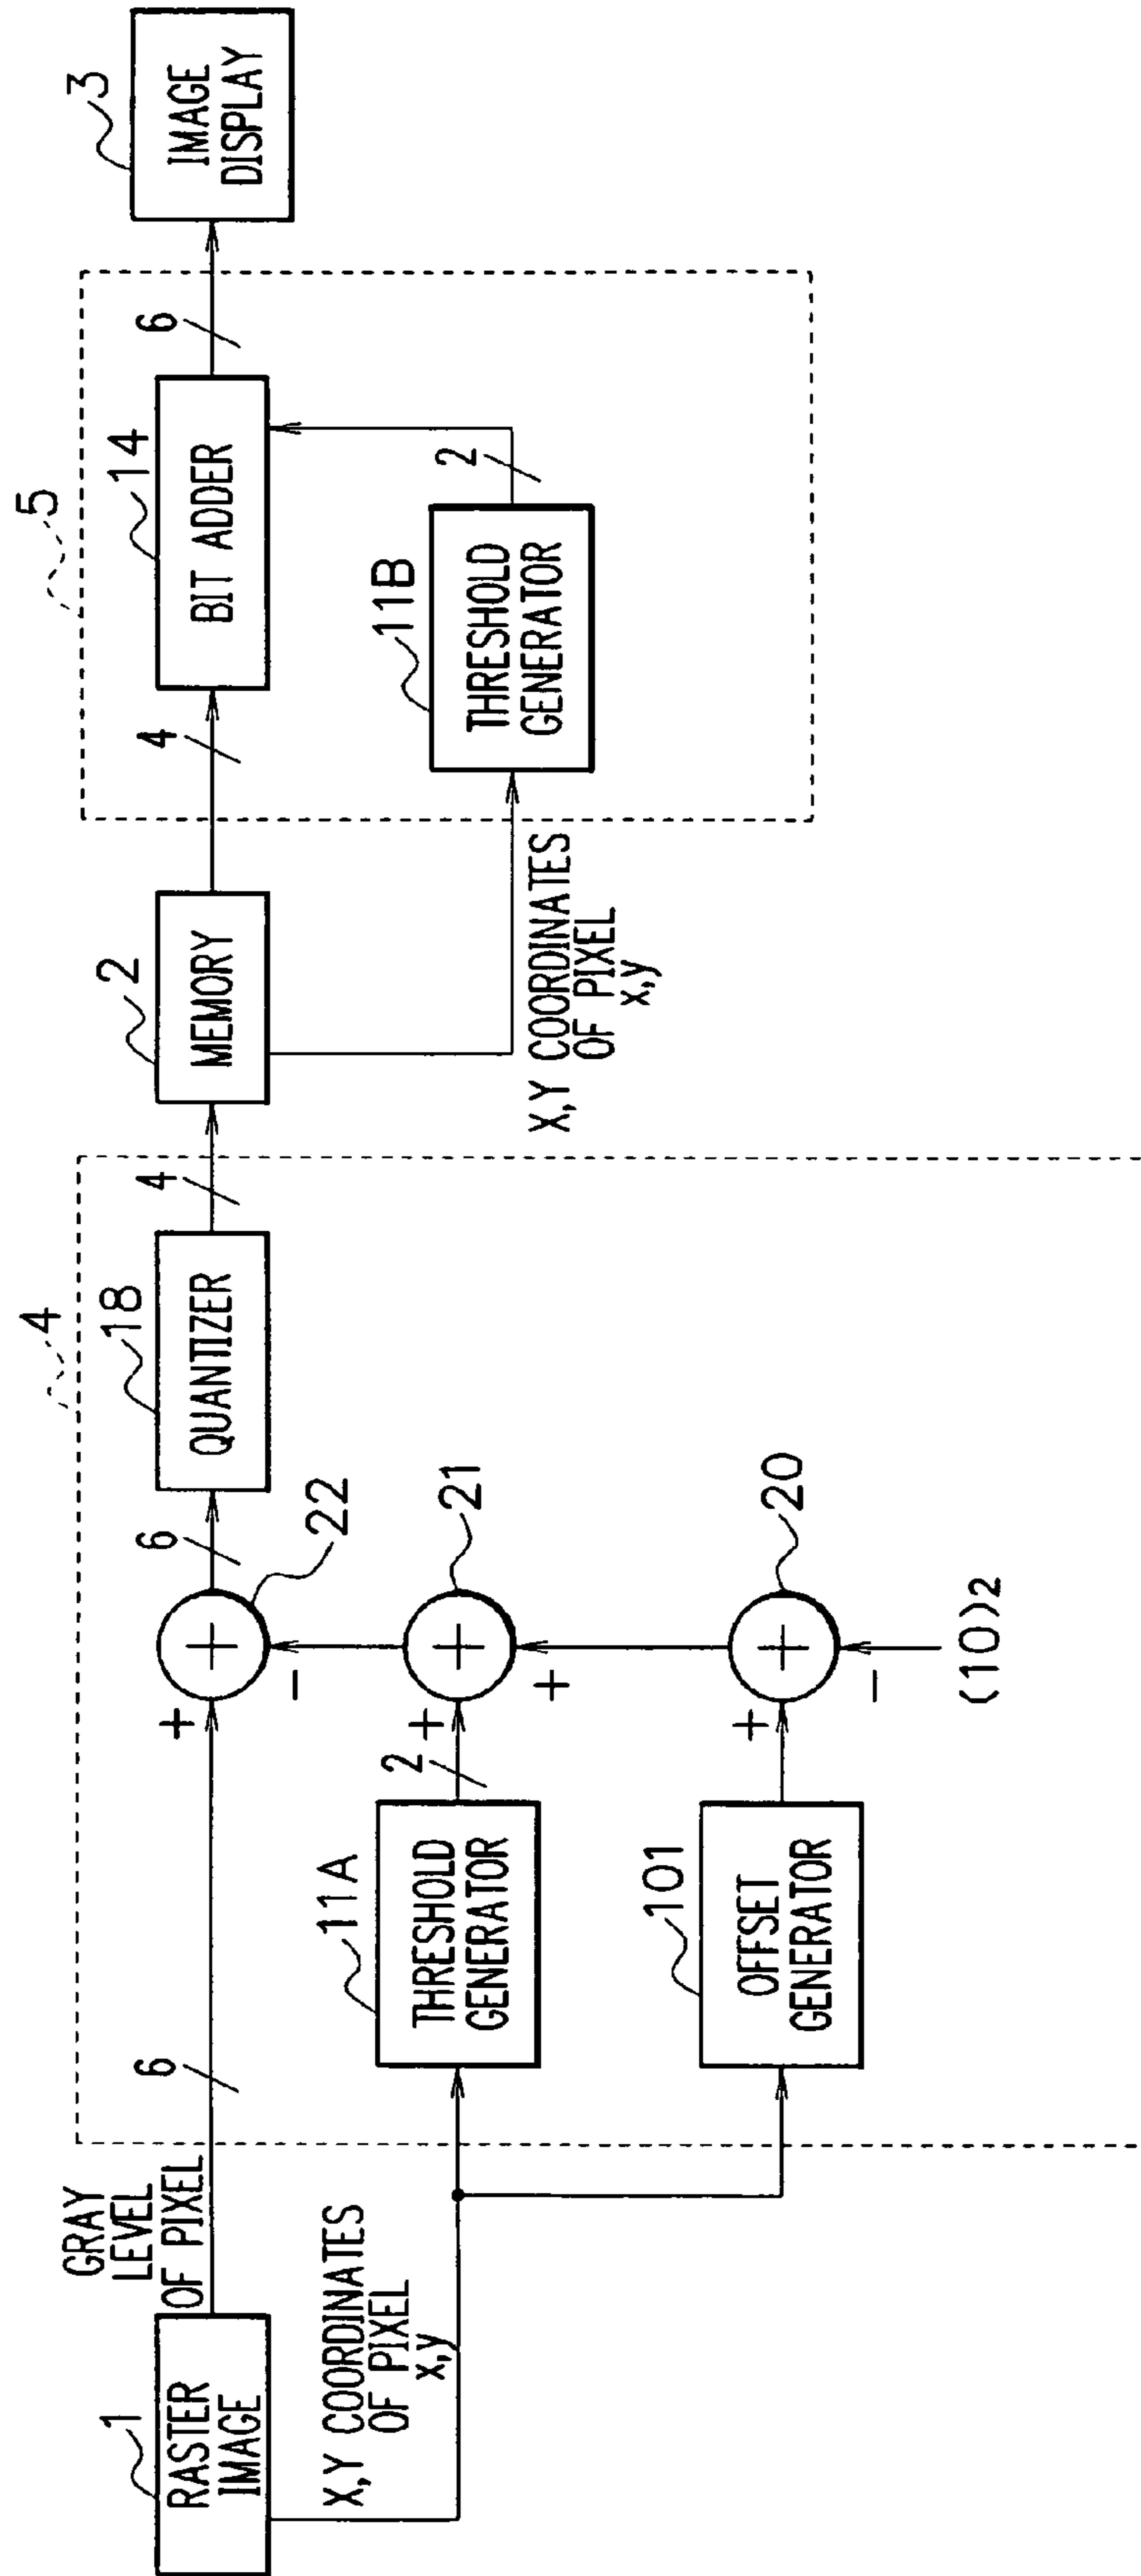 1
RASTER
IMAGE
GRAY
LEVEL
OF PIXEL
6
X,Y COORDINATES
OF PIXEL
x,y
4
11A
THRESHOLD
GENERATOR
2
101
OFFSET
GENERATOR
+
-
+
22
+
+
+
21
+
-
+
20
(10)2
6
18
QUANTIZER
4
2
MEMORY
X,Y COORDINATES
OF PIXEL
x,y
5
4
14
BIT ADDER
11B
THRESHOLD
GENERATOR
2
6
3
IMAGE
DISPLAY